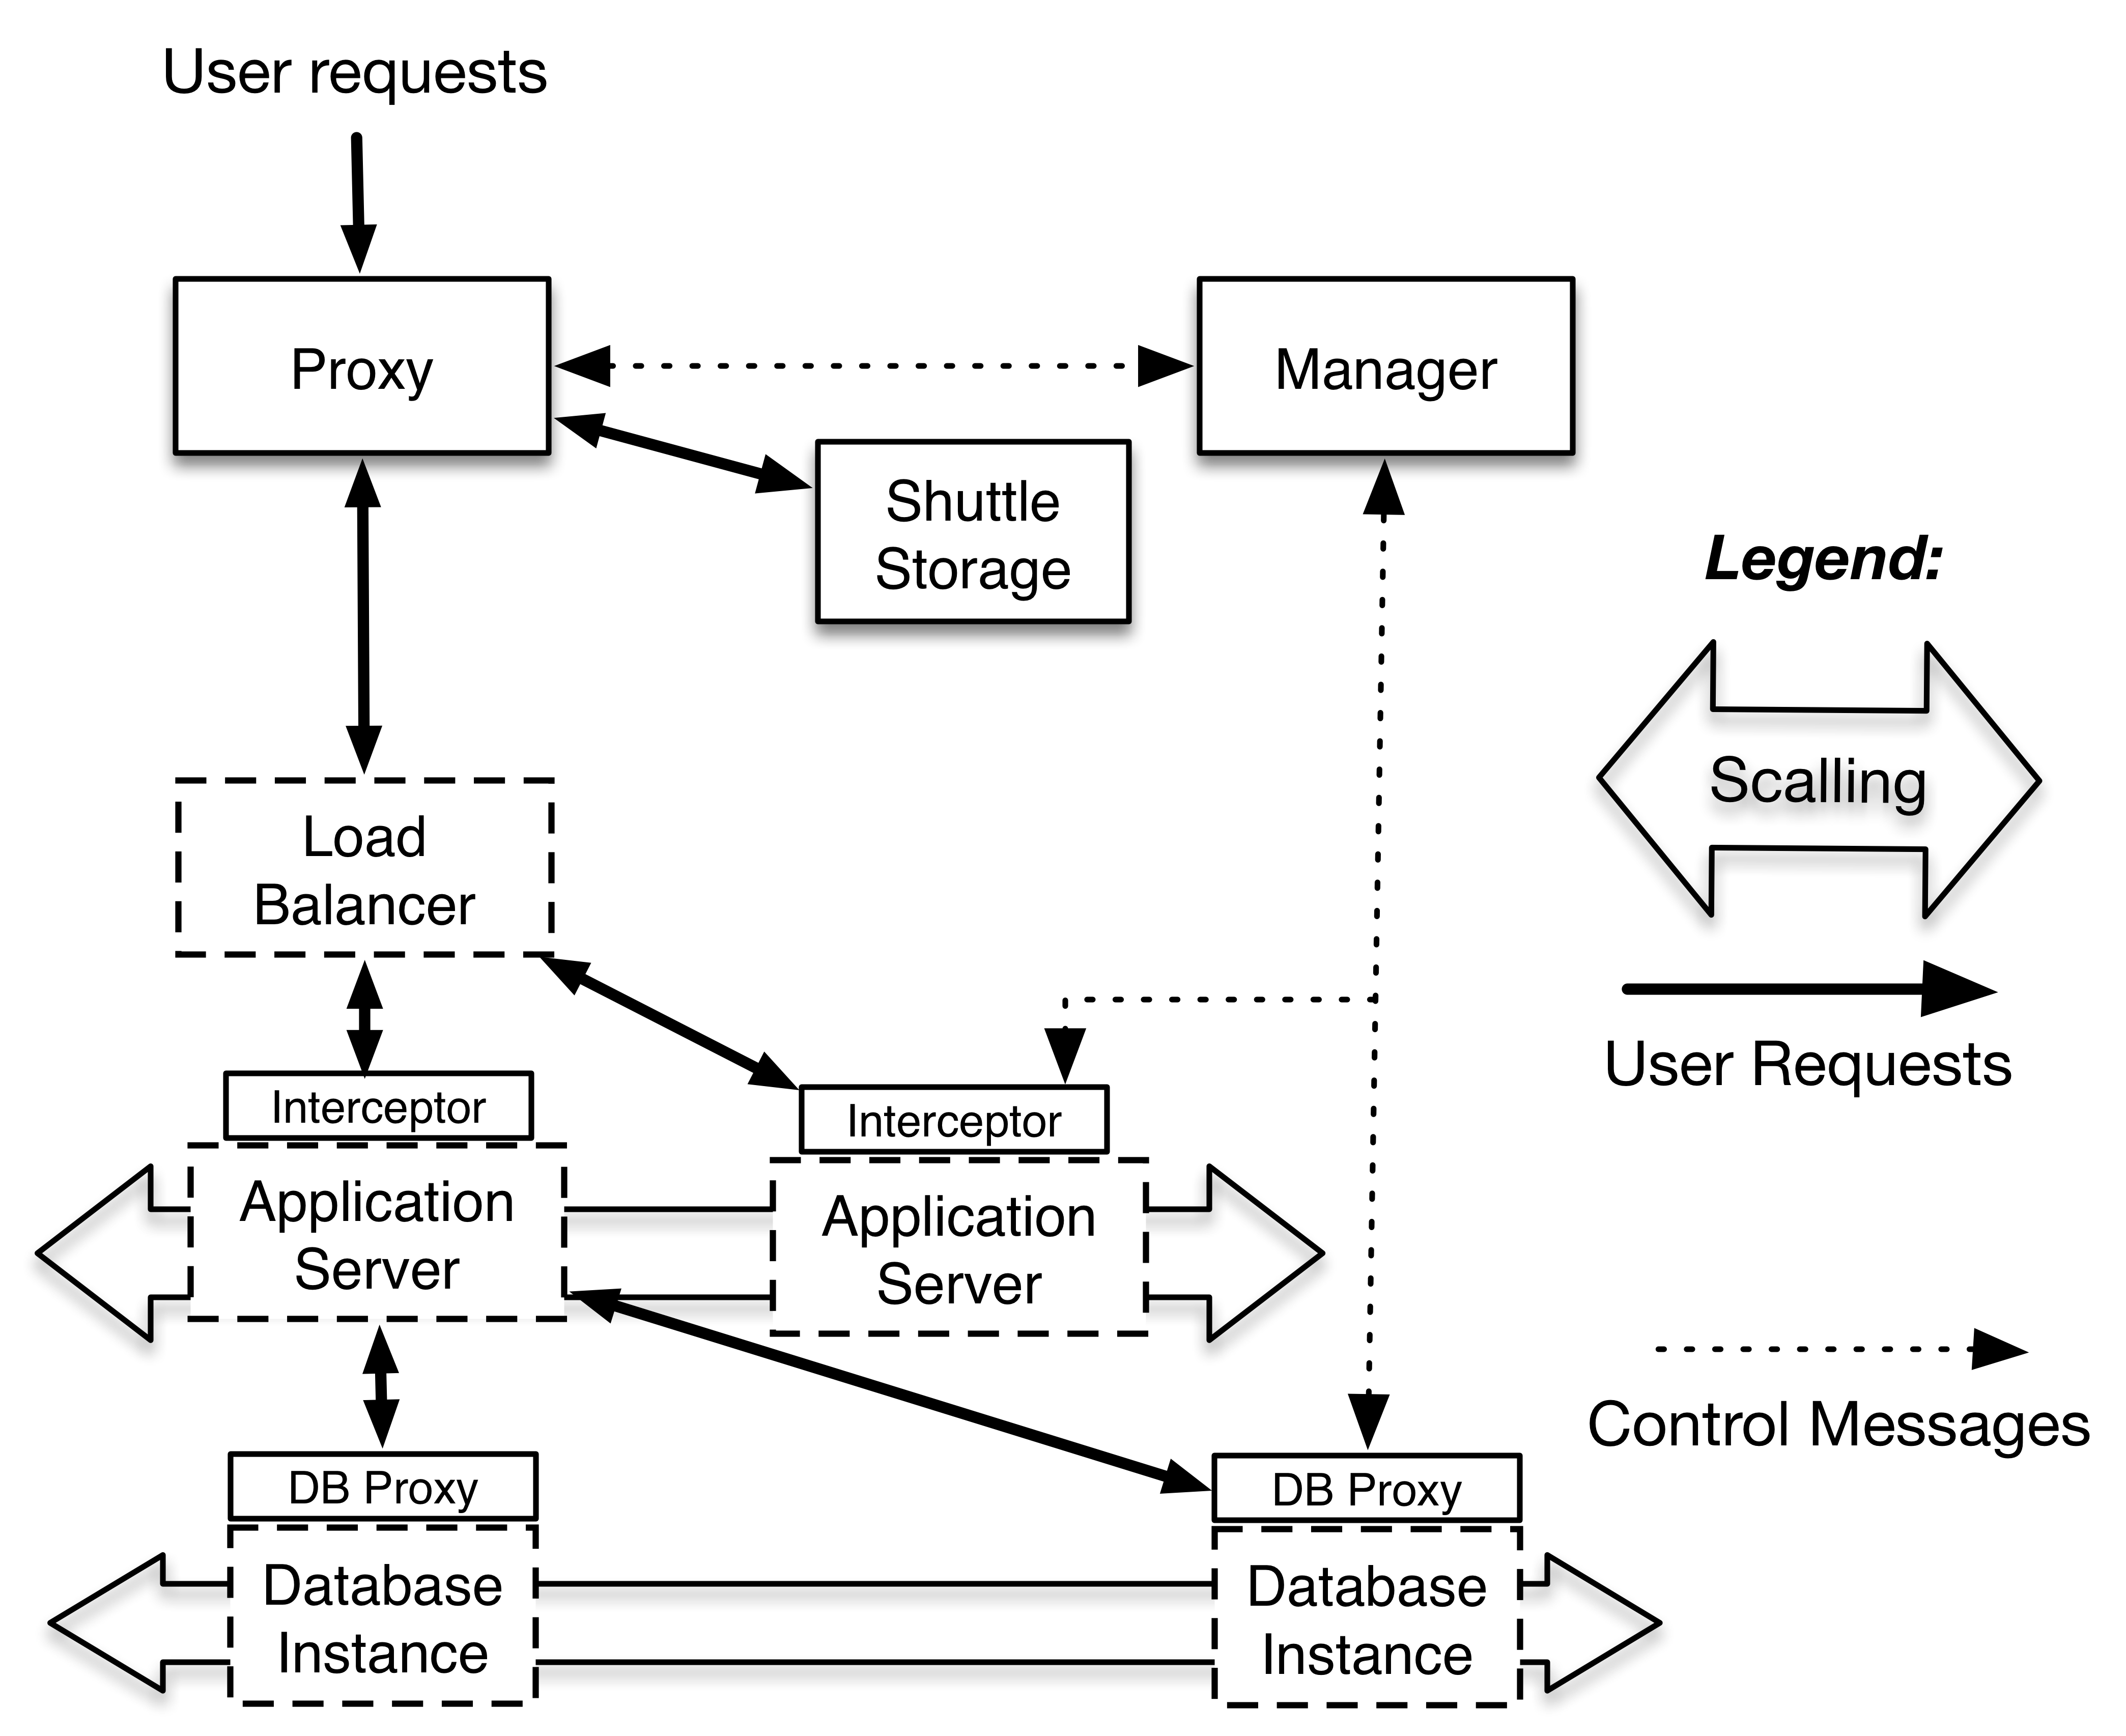 User requests
Proxy
Manager
Shuttle
Storage
Legend:
Scalling
Load
Balancer
User Requests
Interceptor
Interceptor
Application
Server
Application
Server
Control Messages
DB Proxy
DB Proxy
Database
Instance
Database
Instance